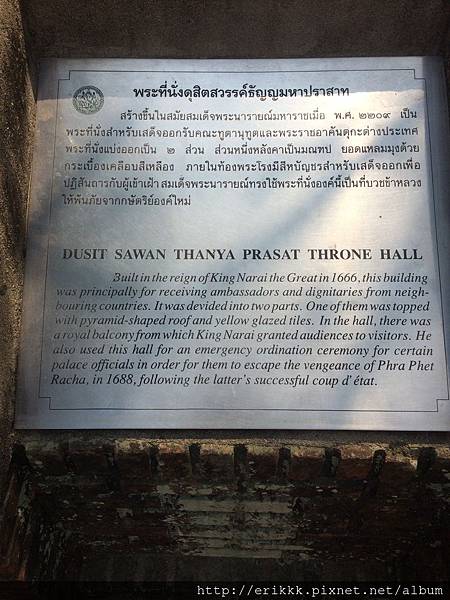 พระที่นั่งดุสิตสวรรค์ธัญญมหาปราสาท
สร้างขึ้นในสมัยสมเด็จพระนารายณ์มหาราชเมื่อ พ.ศ. ๒๒๐๙ เป็น
พระที่นั่งสำหรับเสด็จออกรับคณะทูตานุทูตและพระราชอาคันตุกะต่างประเทศ
พระที่นั่งแบ่งออกเป็น ๒ ส่วน ส่วนหนึ่งหลังคาเป็นมณฑป ยอดแหลมมุงด้วย
กระเบื้องเคลือบสีเหลือง ภายในท้องพระโรงมีสีหบัญชรสำหรับเสด็จออกเพื่อ
ปฏิสันถารกับผู้เข้าเฝ้า สมเด็จพระนารายณ์ทรงใช้พระที่นั่งองค์นี้เป็นที่บวชข้าหลวง
ให้พ้นภัยจากกษัตริย์องค์ใหม่
DUSIT SAWAN THANYA PRASAT THRONE HALL
Built in the reign of King Narai the Great in 1666, this building
was principally for receiving ambassadors and dignitaries from neigh-
bouring countries. It was devided into two parts. One of them was topped
with pyramid-shaped roof and yellow glazed tiles. In the hall, there was
a royal balcony from which King Narai granted audiences to visitors. He
also used this hall for an emergency ordination ceremony for certain
palace officials in order for them to escape the vengeance of Phra Phet
Racha, in 1688, following the latter's successful coup d'état.
http://erikkk.pixnet.net/album